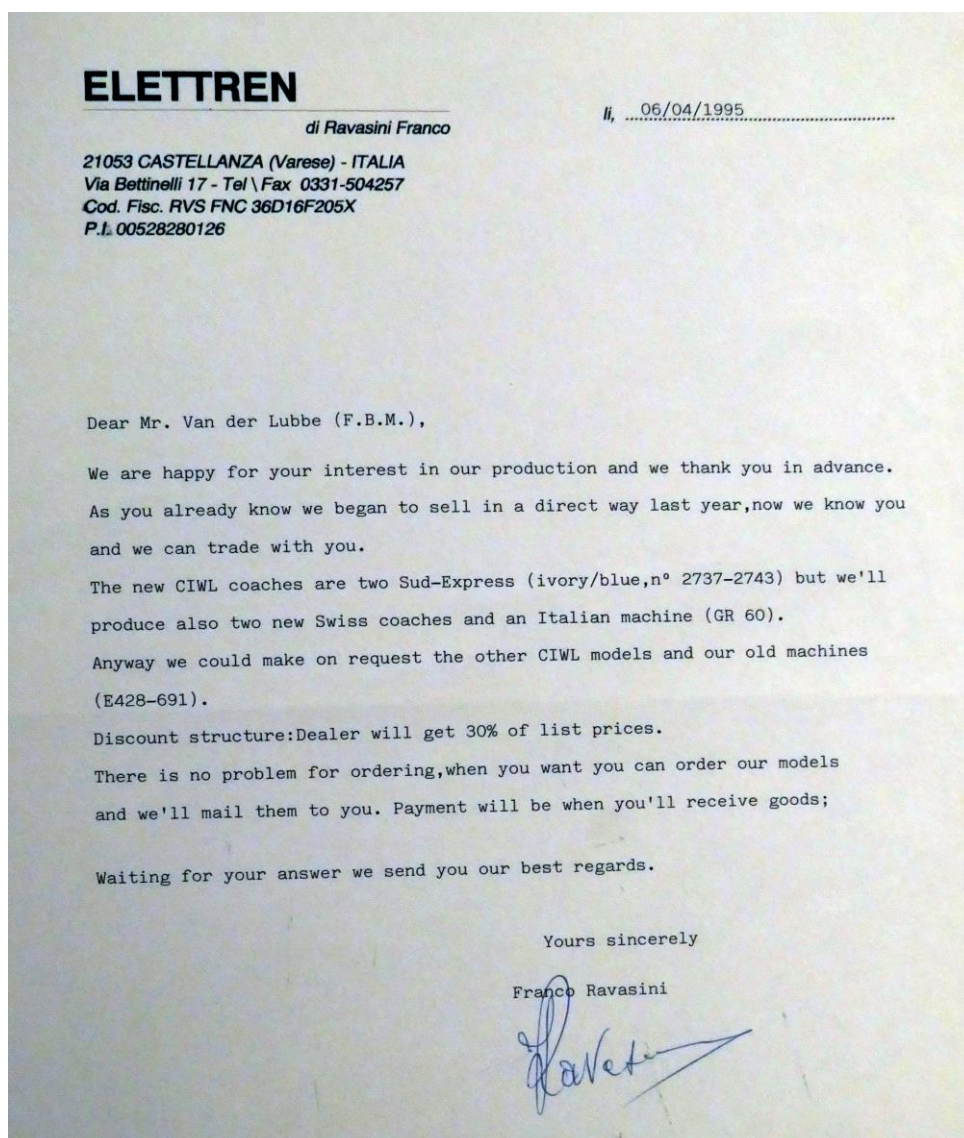 ELETTREN
di Ravasini Franco
li, 06/04/1995
21053 CASTELLANZA (Varese) - ITALIA
Via Bettinelli 17 - Tel \ Fax 0331-504257
Cod. Fisc. RVS FNC 36D16F205X
P.I. 00528280126
Dear Mr. Van der Lubbe (F.B.M.),
We are happy for your interest in our production and we thank you in advance.
As you already know we began to sell in a direct way last year,now we know you
and we can trade with you.
The new CIWL coaches are two Sud-Express (ivory/blue,nº 2737-2743) but we'll
produce also two new Swiss coaches and an Italian machine (GR 60).
Anyway we could make on request the other CIWL models and our old machines
(E428-691).
Discount structure:Dealer will get 30% of list prices.
There is no problem for ordering,when you want you can order our models
and we'll mail them to you. Payment will be when you'll receive goods;
Waiting for your answer we send you our best regards.
Yours sincerely
Franco Ravasini